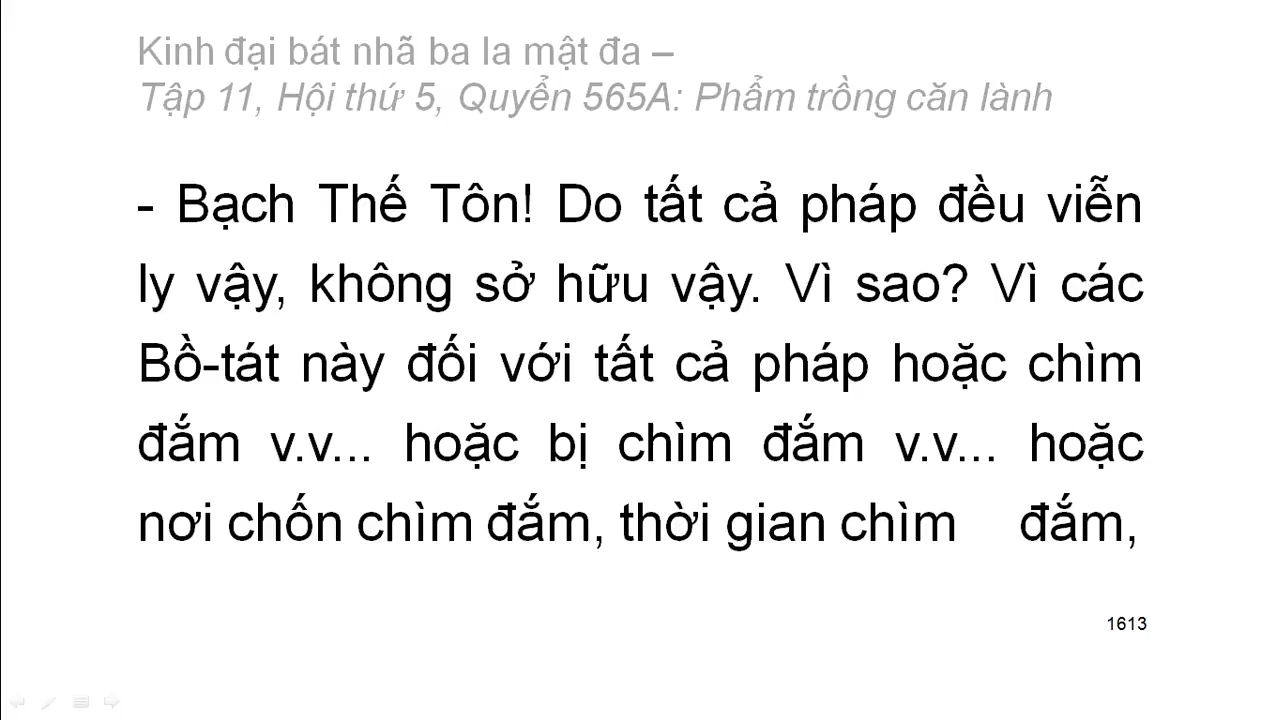 Kinh đại bát nhã ba la mật đa –
Tập 11, Hội thứ 5, Quyển 565A: Phẩm trồng căn lành
- Bạch Thế Tôn! Do tất cả pháp đều viễn
ly vậy, không sở hữu vậy. Vì sao? Vì các
Bồ-tát này đối với tất cả pháp hoặc chìm
đắm v.v... hoặc bị chìm đắm v.v... hoặc
nơi chốn chìm đắm, thời gian chìm đắm,
1613